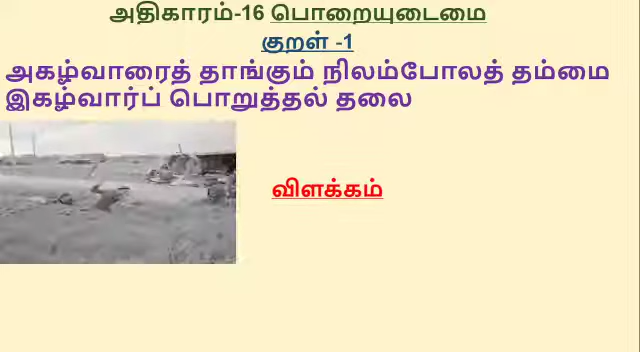 அதிகாரம்-16 பொறையுடைமை
குறள் -1
அகழ்வாரைத் தாங்கும் நிலம்போலத் தம்மை
இகழ்வார்ப் பொறுத்தல் தலை
விளக்கம்